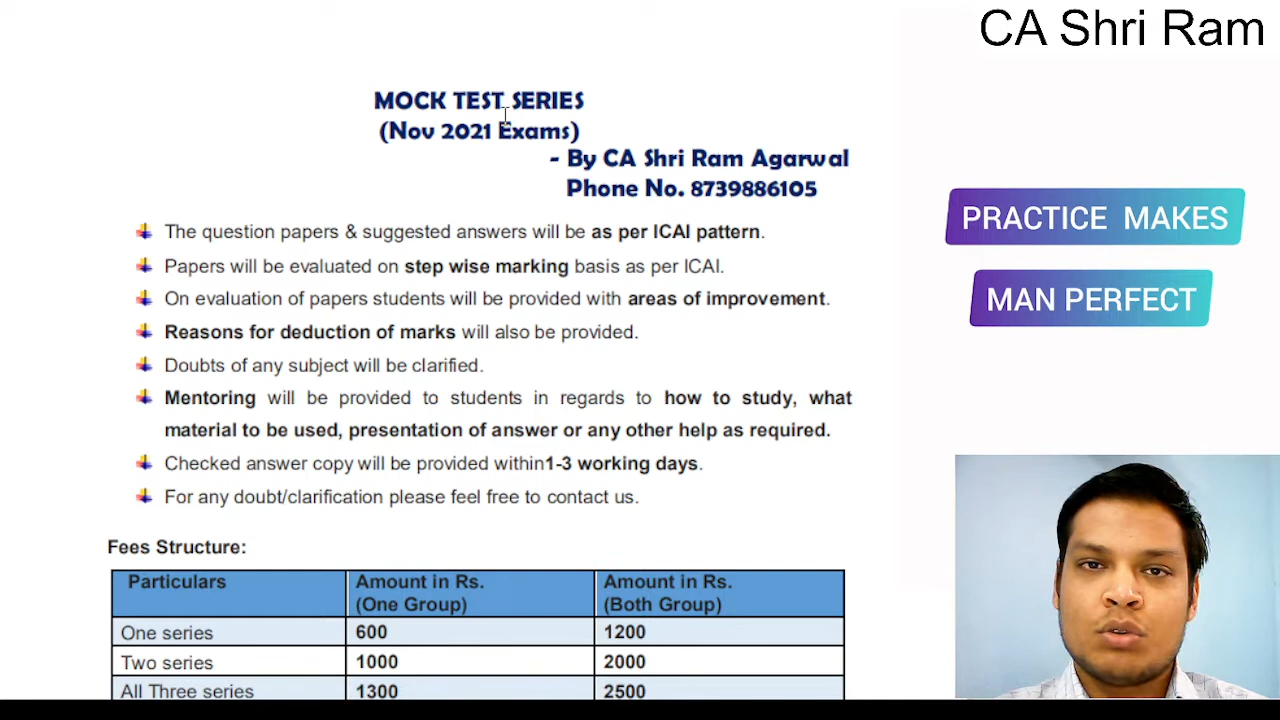 CA Shri Ram
MOCK TEST SERIES
(Nov 2021 Exams)
- By CA Shri Ram Agarwal
Phone No. 8739886105
PRACTICE MAKES
MAN PERFECT
The question papers & suggested answers will be as per ICAI pattern.
Papers will be evaluated on step wise marking basis as per ICAI.
On evaluation of papers students will be provided with areas of improvement.
Reasons for deduction of marks will also be provided.
Doubts of any subject will be clarified.
Mentoring will be provided to students in regards to how to study, what
material to be used, presentation of answer or any other help as required.
Checked answer copy will be provided within1-3 working days.
For any doubt/clarification please feel free to contact us.
Fees Structure:
Particulars Amount in Rs. Amount in Rs.
(One Group) (Both Group)
One series 600 1200
Two series 1000 2000
All Three series 1300 2500